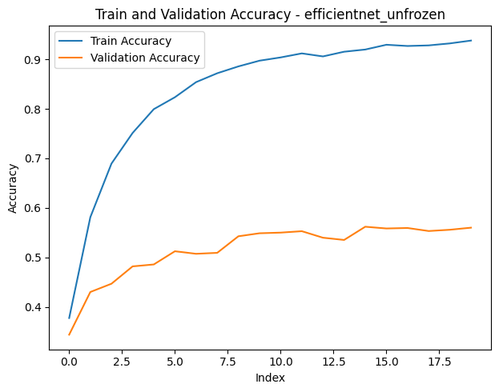 Train and Validation Accuracy - efficientnet_unfrozen
Train Accuracy
Validation Accuracy
Accuracy
0.9
0.8
0.7
0.6
0.5
0.4
0.0 2.5 5.0 7.5 10.0 12.5 15.0 17.5
Index